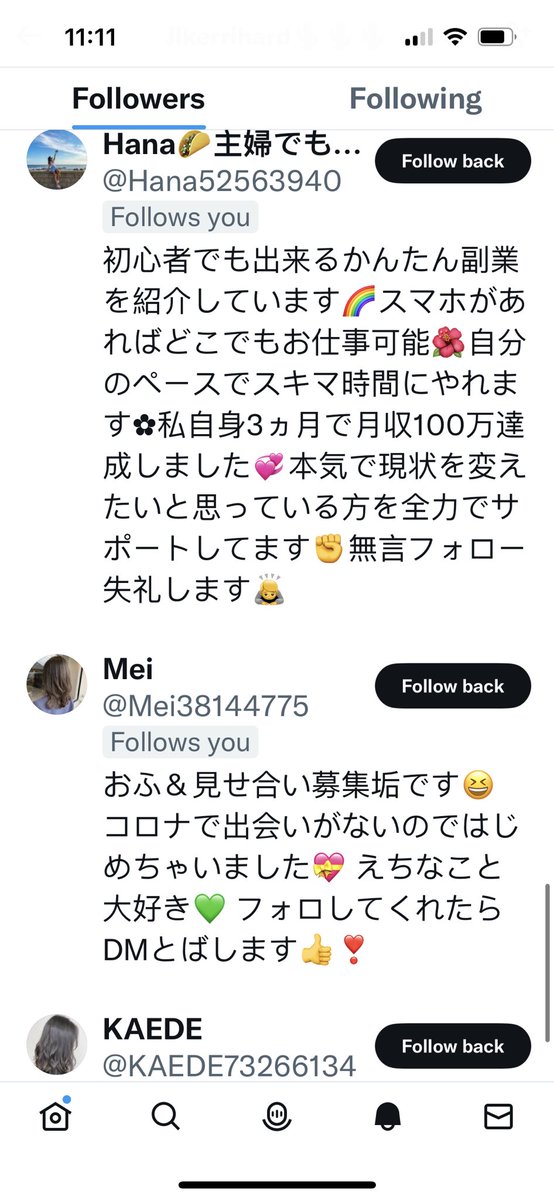 11:11
Followers Following
Hana🌮主婦でも…
Follow back
@Hana52563940
Follows you
初心者でも出来るかんたん副業
を紹介しています🌈スマホがあ
ればどこでもお仕事可能🌺自分
のペースでスキマ時間にやれま
す✿私自身3ヵ月で月収100万達
成しました💞本気で現状を変え
たいと思っている方を全力でサ
ポートしてます✊無言フォロー
失礼します🙇
Mei
Follow back
@Mei38144775
Follows you
おふ＆見せ合い募集垢です😆
コロナで出会いがないのではじ
めちゃいました💝 えちなこと
大好き💚 フォロしてくれたら
DMとばします👍❣️
KAEDE
Follow back
@KAEDE73266134